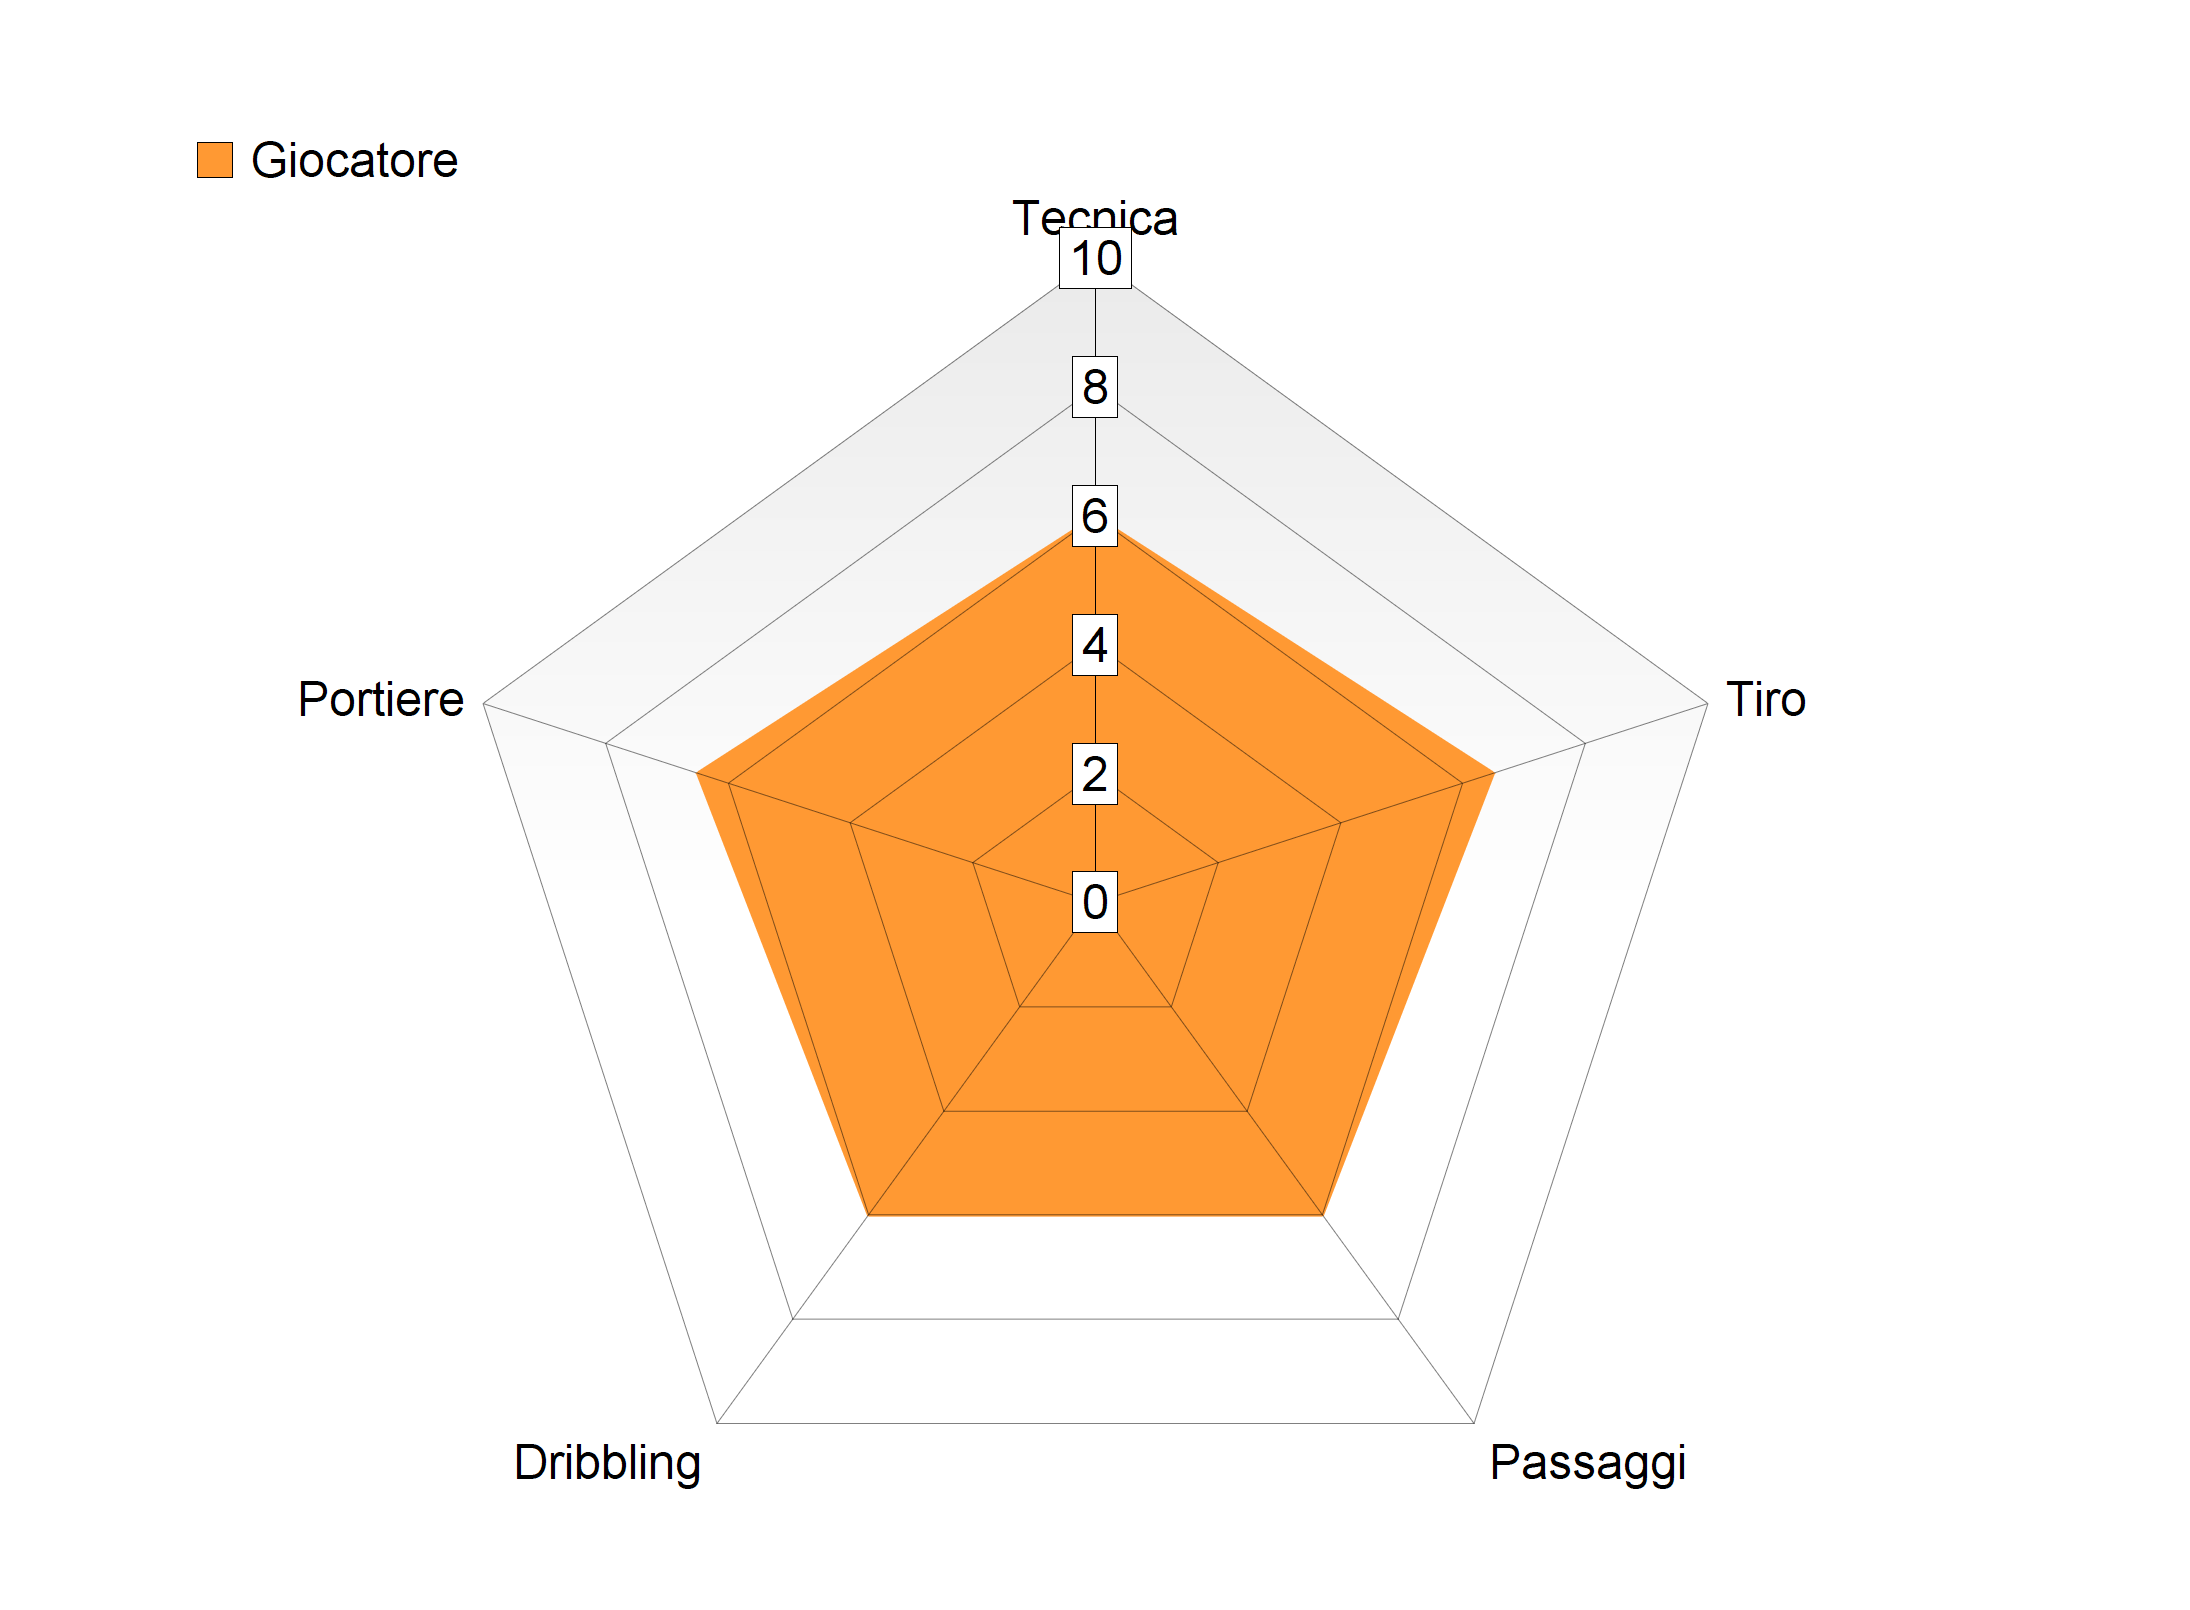 Giocatore
Tecnica
10
8
6
4
2
0
Portiere
Tiro
Dribbling
Passaggi